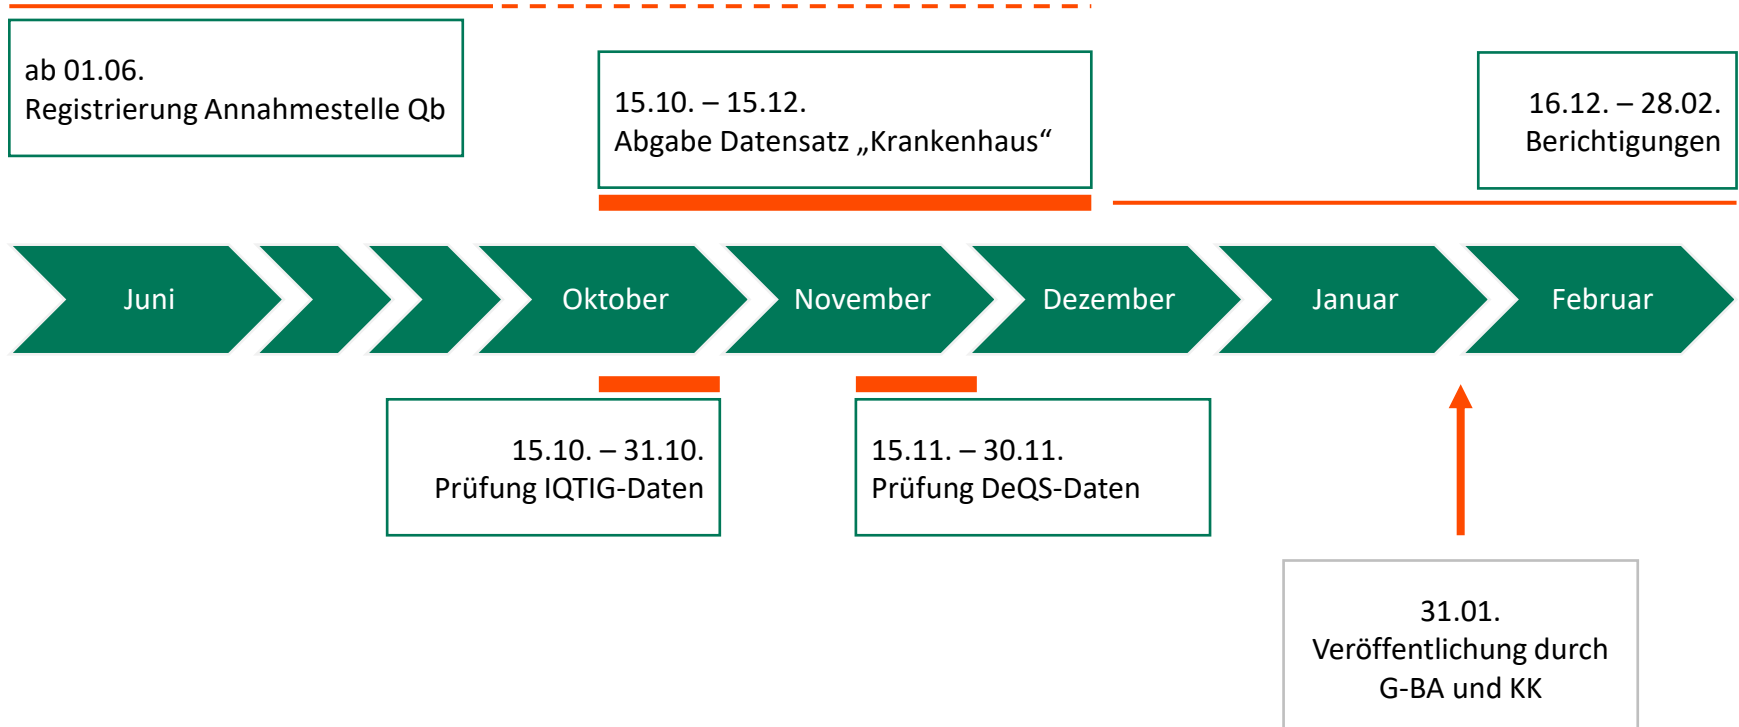 ab 01.06.
Registrierung Annahmestelle Qb
15.10. – 15.12.
Abgabe Datensatz „Krankenhaus“
16.12. – 28.02.
Berichtigungen
Juni
Oktober
November
Dezember
Januar
Februar
15.10. – 31.10.
Prüfung IQTIG-Daten
15.11. – 30.11.
Prüfung DeQS-Daten
31.01.
Veröffentlichung durch
G-BA und KK